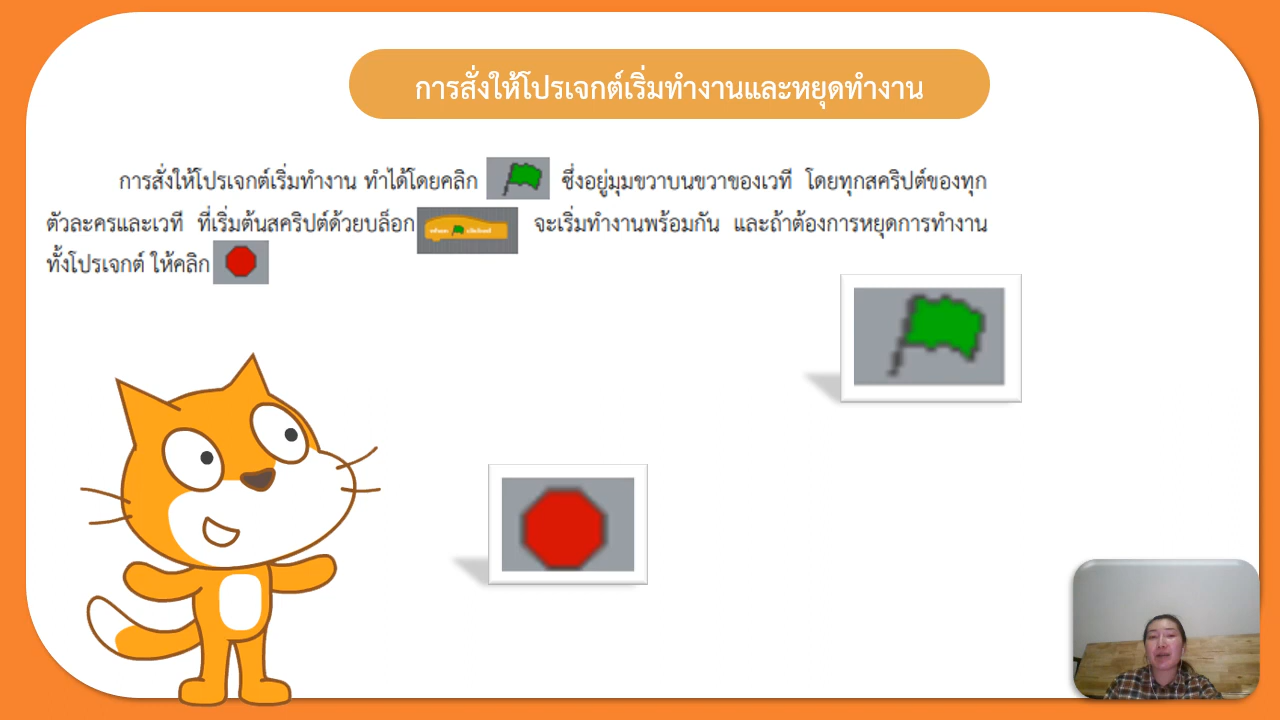 การสั่งให้โปรเจกต์เริ่มทำงานและหยุดทำงาน
การสั่งให้โปรเจกต์เริ่มทำงาน ทำได้โดยคลิก ซึ่งอยู่มุมขวาบนขวาของเวที โดยทุกสคริปต์ของทุก
ตัวละครและเวที ที่เริ่มต้นสคริปต์ด้วยบล็อก when clicked จะเริ่มทำงานพร้อมกัน และถ้าต้องการหยุดการทำงาน
ทั้งโปรเจกต์ ให้คลิก